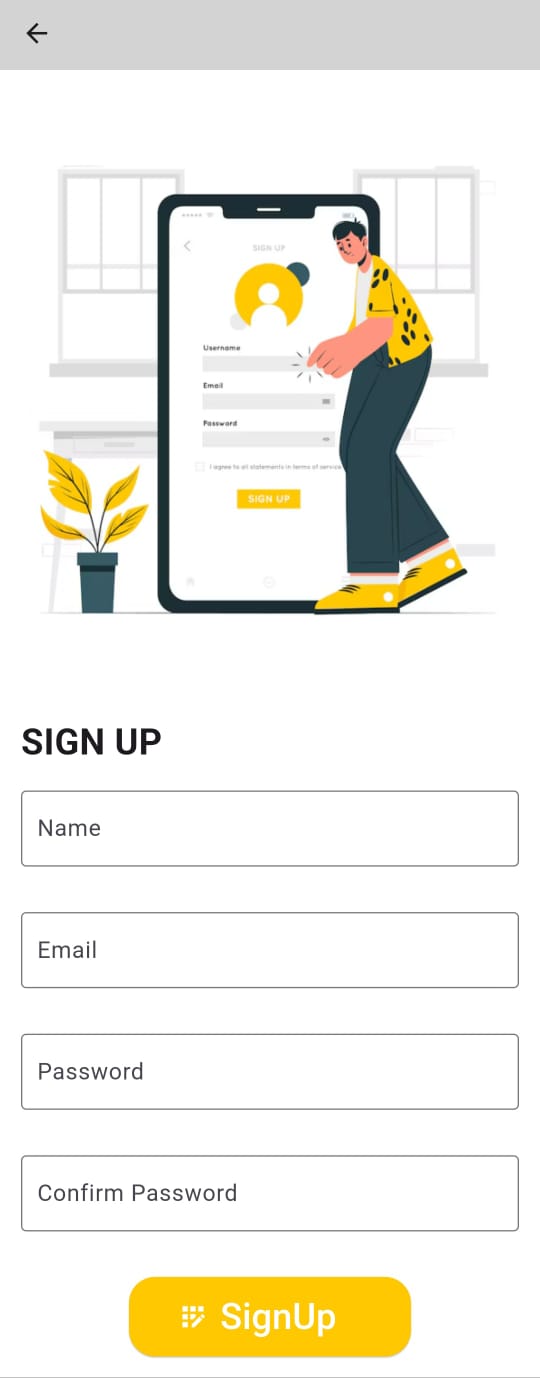 SIGN UP
Username
Email
Password
I agree to all statements in terms of service
SIGN UP
SIGN UP
Name
Email
Password
Confirm Password
SignUp